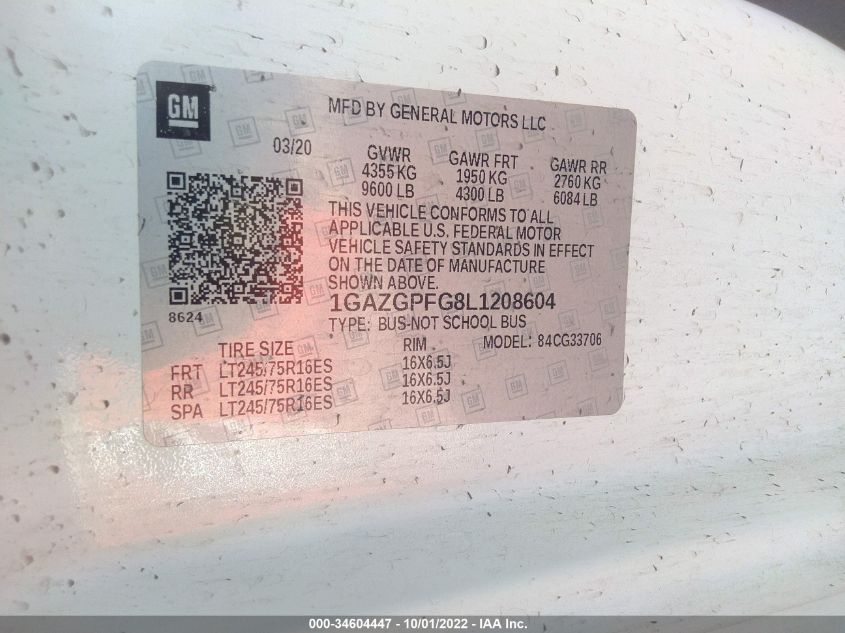 GM
MFD BY GENERAL MOTORS LLC
03/20
GVWR GAWR FRT GAWR RR
4355 KG 1950 KG 2760 KG
9600 LB 4300 LB 6084 LB
THIS VEHICLE CONFORMS TO ALL
APPLICABLE U.S. FEDERAL MOTOR
VEHICLE SAFETY STANDARDS IN EFFECT
ON THE DATE OF MANUFACTURE
SHOWN ABOVE.
8624
1GAZGPFG8L1208604
TYPE: BUS-NOT SCHOOL BUS
MODEL: 84CG33706
TIRE SIZE RIM
FRT LT245/75R16ES 16X6.5J
RR LT245/75R16ES 16X6.5J
SPA LT245/75R16ES 16X6.5J
000-34604447 - 10/01/2022 - IAA Inc.